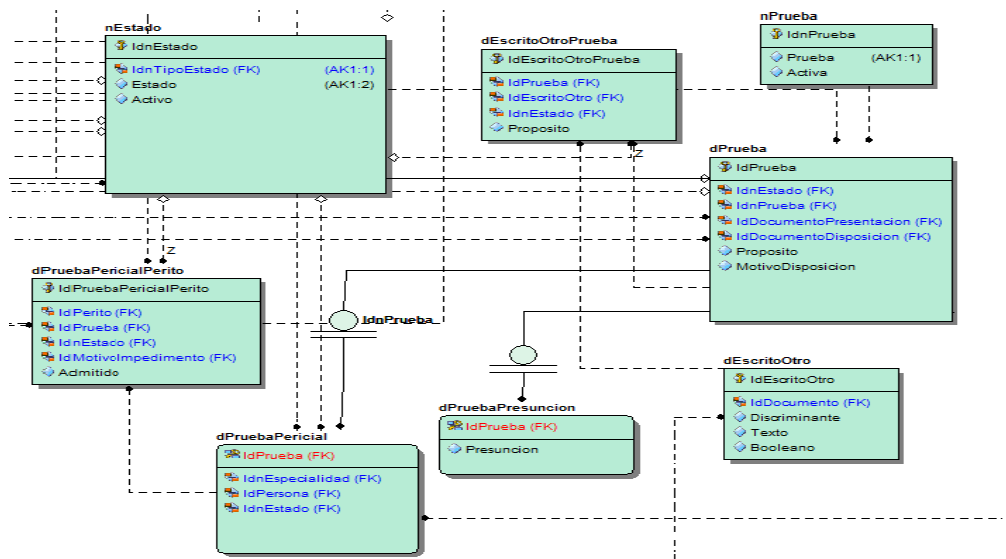 nEstado
IdnEstado
IdnTipoEstado (FK) (AK1:1)
Estado (AK1:2)
Activo
dEscritoOtroPrueba
IdEscritoOtroPrueba
IdPrueba (FK)
IdEscritoOtro (FK)
IdnEstado (FK)
Proposito
nPrueba
IdnPrueba
Prueba (AK1:1)
Activa
Z
dPrueba
IdPrueba
IdnEstado (FK)
IdnPrueba (FK)
IdDocumentoPresentacion (FK)
IdDocumentoDisposicion (FK)
Proposito
MotivoDisposicion
Z
dPruebaPericialPerito
IdPruebaPericialPerito
IdPerito (FK)
IdPrueba (FK)
IdnEstado (FK)
IdMotivoImpedimento (FK)
Admitido
IdnPrueba
dEscritoOtro
IdEscritoOtro
IdDocumento (FK)
Discriminante
Texto
Booleano
dPruebaPresuncion
IdPrueba (FK)
Presuncion
dPruebaPericial
IdPrueba (FK)
IdnEspecialidad (FK)
IdPersona (FK)
IdnEstado (FK)